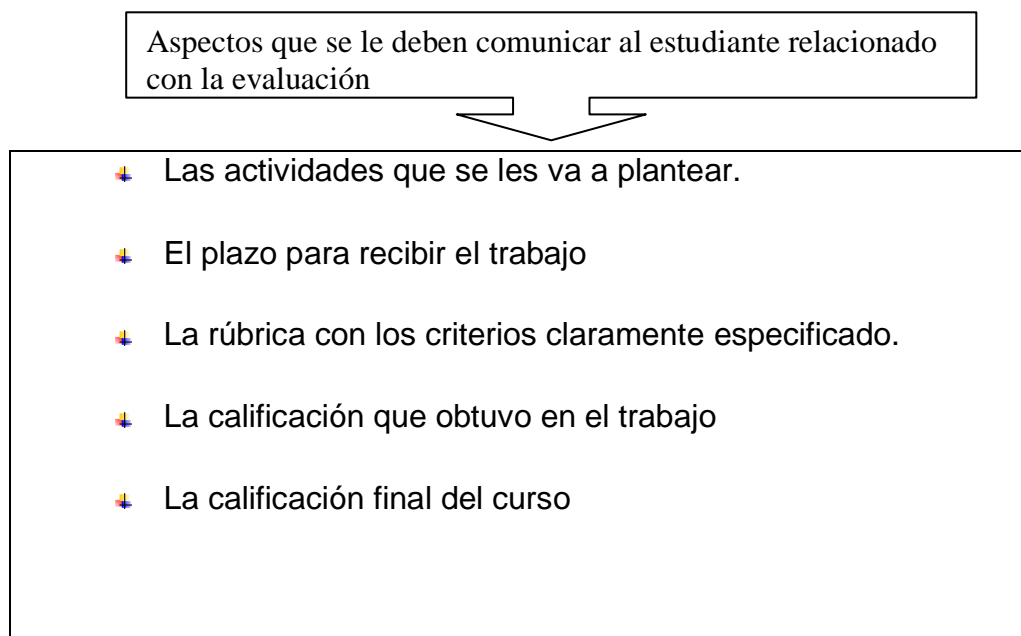 Aspectos que se le deben comunicar al estudiante relacionado
con la evaluación
Las actividades que se les va a plantear.
El plazo para recibir el trabajo
La rúbrica con los criterios claramente especificado.
La calificación que obtuvo en el trabajo
La calificación final del curso